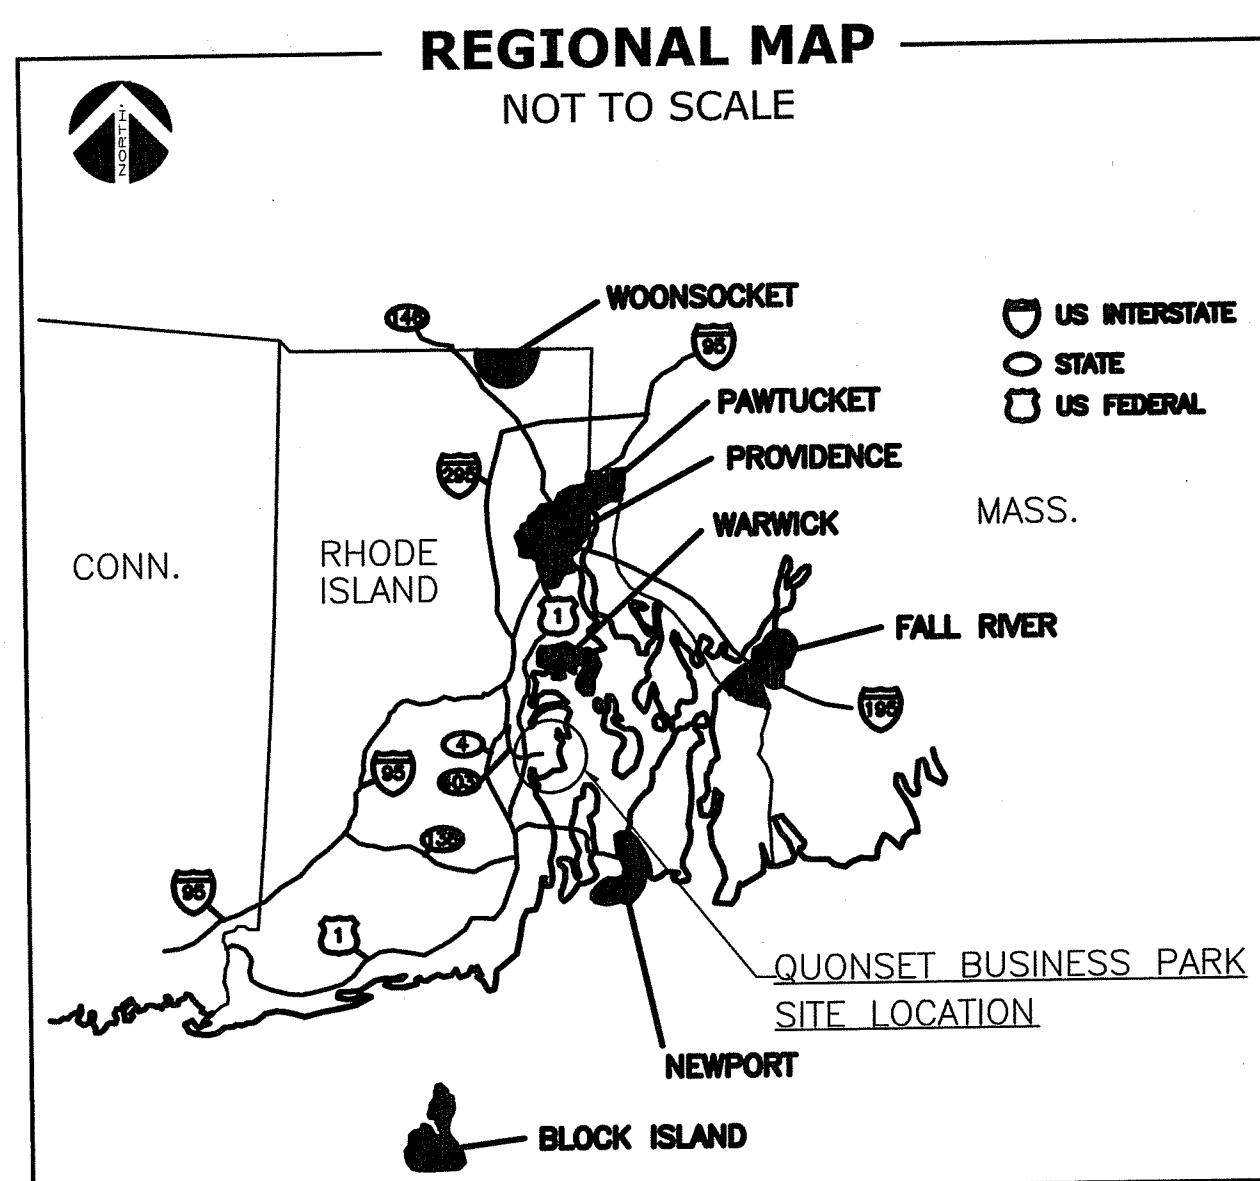 REGIONAL MAP
NOT TO SCALE
NORTH.
WOONSOCKET
146
95
US INTERSTATE
STATE
PAWTUCKET
US FEDERAL
PROVIDENCE
295
MASS.
WARWICK
CONN.
RHODE
ISLAND
1
FALL RIVER
195
4
403
95
138
95
1
QUONSET BUSINESS PARK
SITE LOCATION
NEWPORT
BLOCK ISLAND